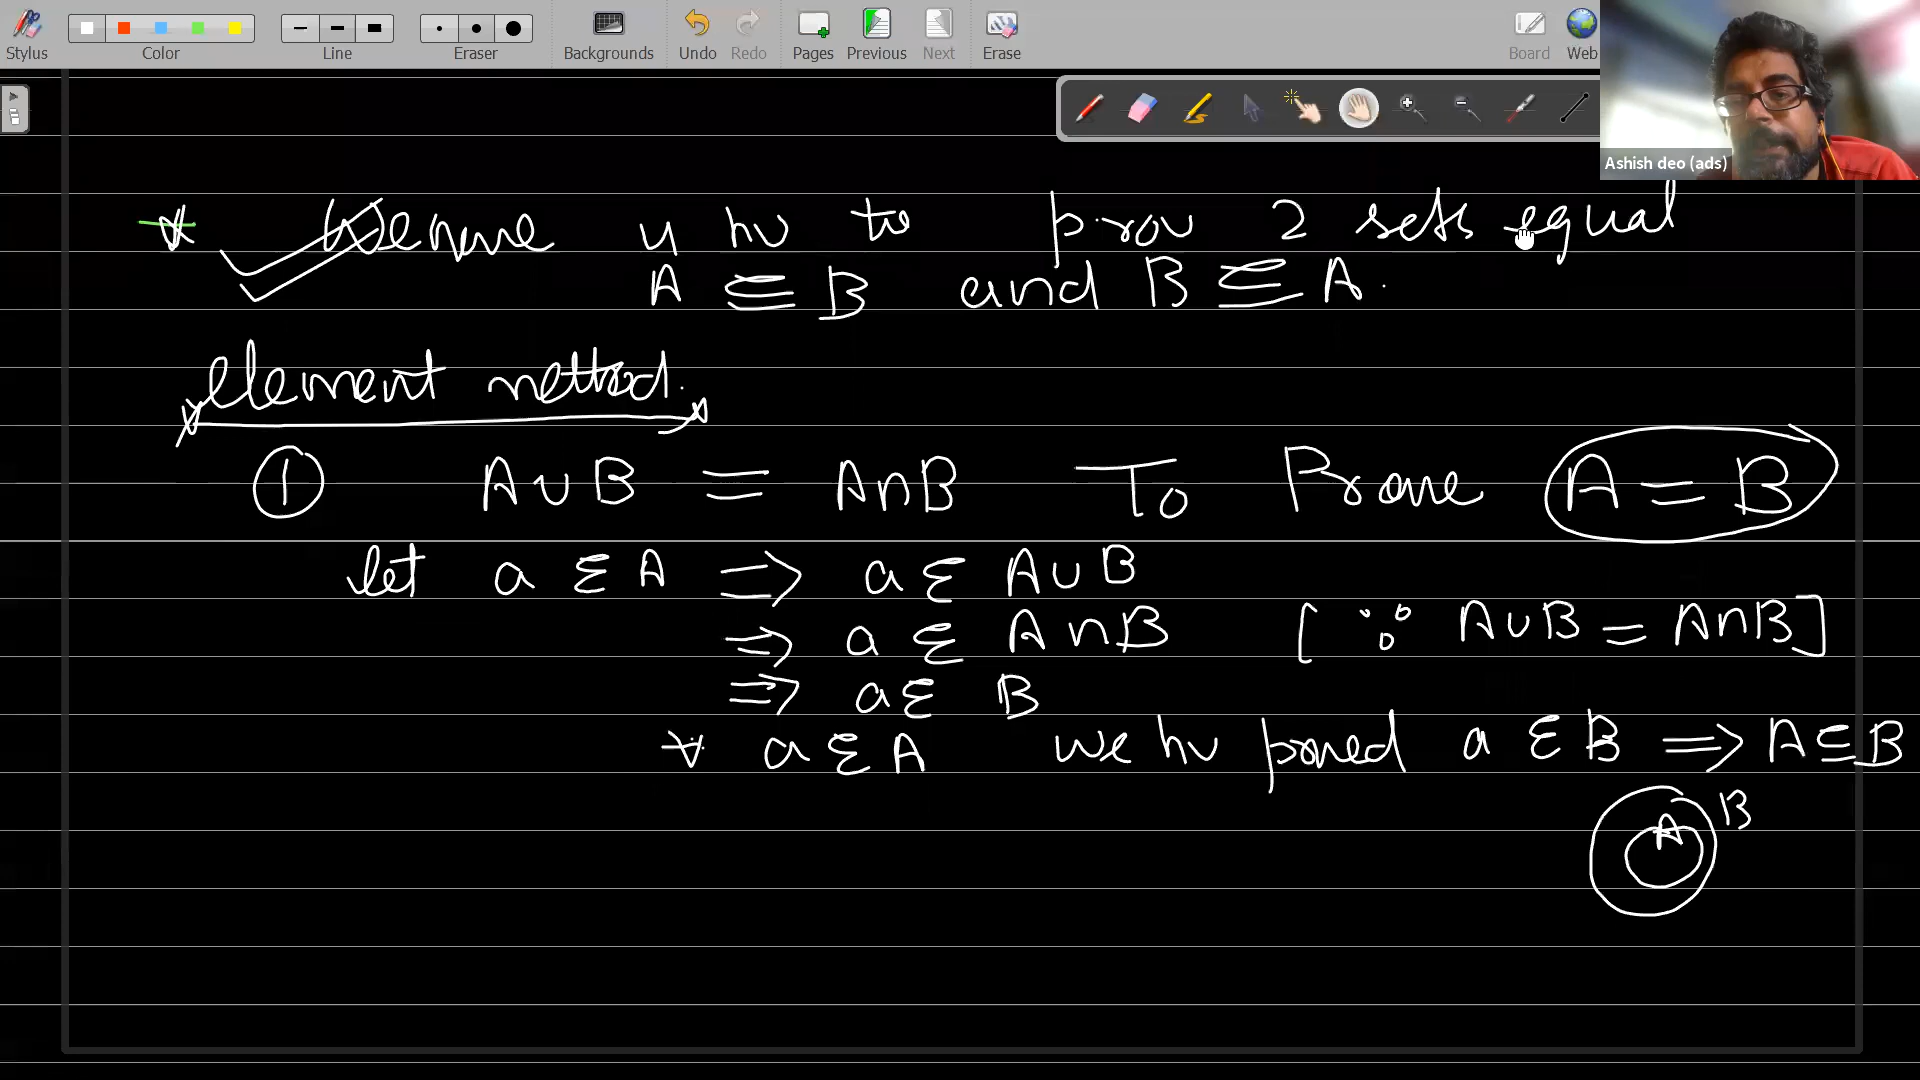 Stylus Color Line Eraser Backgrounds Undo Redo Pages Previous Next Erase Board Web
Ashish deo (ads)
u hv to prov 2 sets equal
A ⊆ B and B ⊆ A.
element method.
① A∪B = A∩B To Prove A = B
let a ∈ A ⇒ a ∈ A∪B
⇒ a ∈ A∩B [∵ A∪B = A∩B]
⇒ a ∈ B
∀ a ∈ A we hv proved a ∈ B ⇒ A ⊆ B
A B